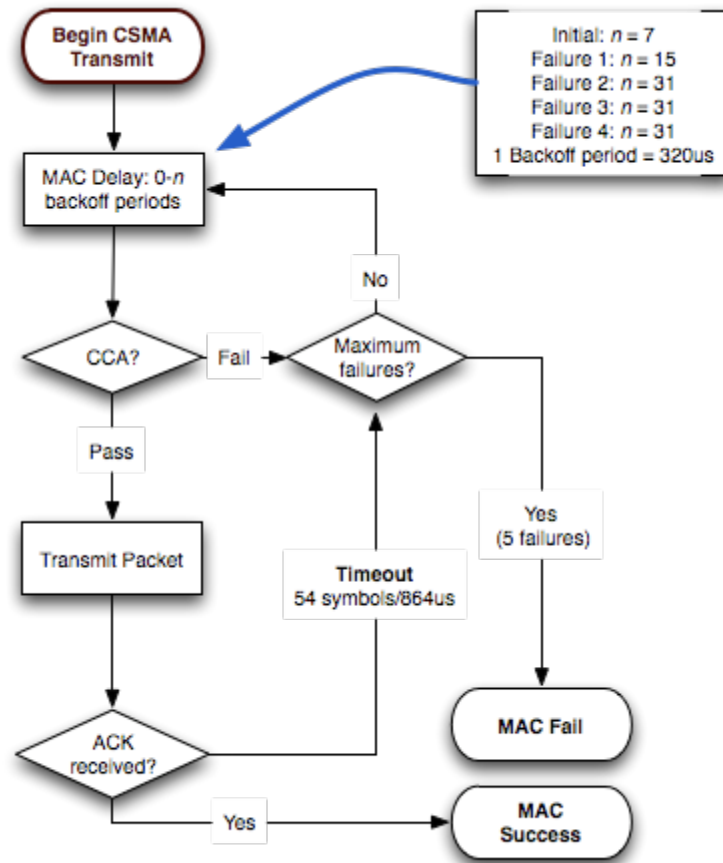 Begin CSMA
Transmit
Initial: n = 7
Failure 1: n = 15
Failure 2: n = 31
Failure 3: n = 31
Failure 4: n = 31
1 Backoff period = 320us
MAC Delay: 0-n
backoff periods
No
CCA?
Fail
Maximum
failures?
Pass
Yes
(5 failures)
Transmit Packet
Timeout
54 symbols/864us
ACK
received?
MAC Fail
Yes
MAC
Success